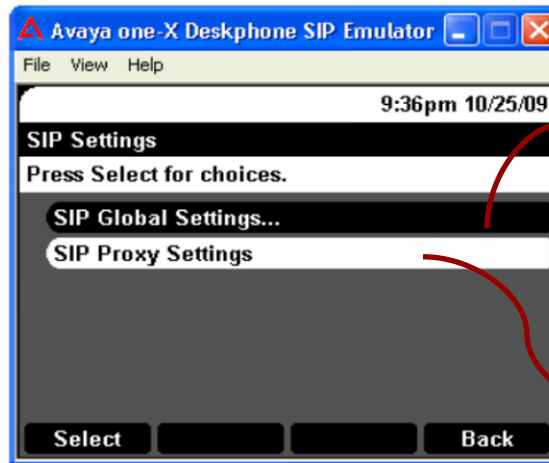 Avaya one-X Deskphone SIP Emulator
File View Help
9:36pm 10/25/09
SIP Settings
Press Select for choices.
SIP Global Settings...
SIP Proxy Settings
Select Back